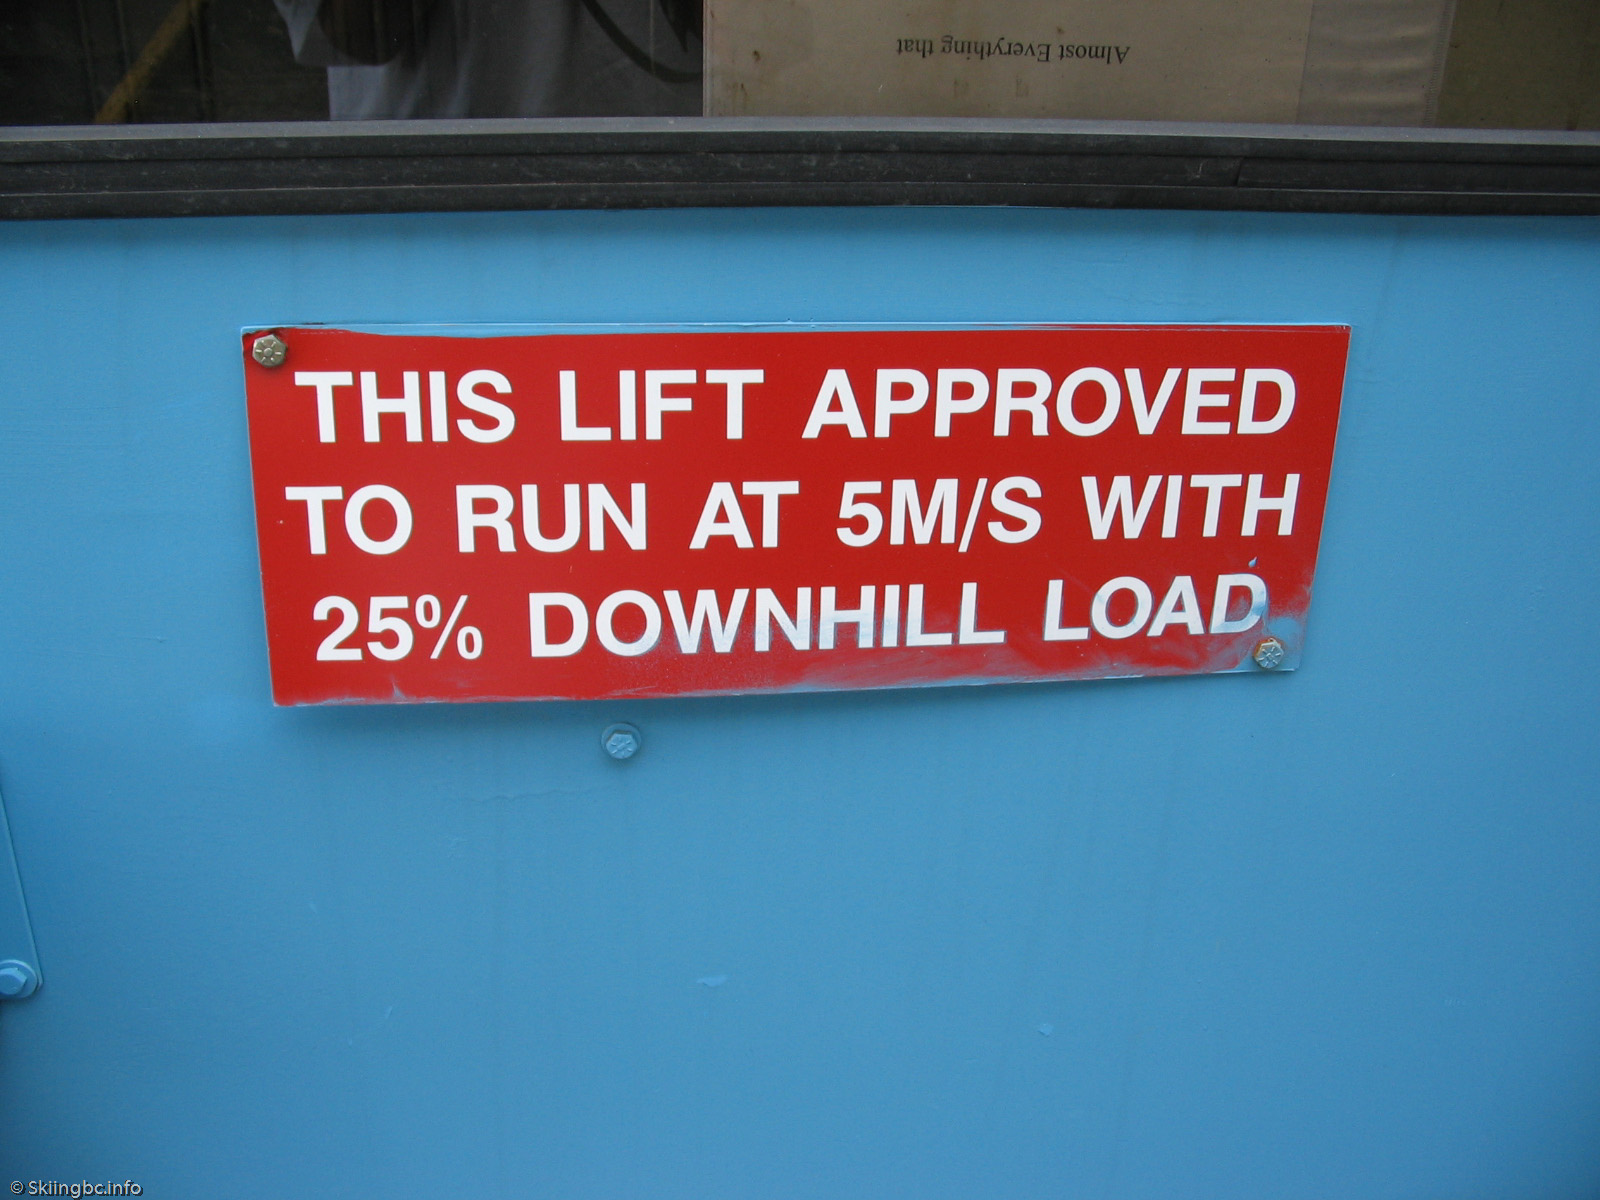 Almost Everything that
THIS LIFT APPROVED
TO RUN AT 5M/S WITH
25% DOWNHILL LOAD
© Skiingbc.info